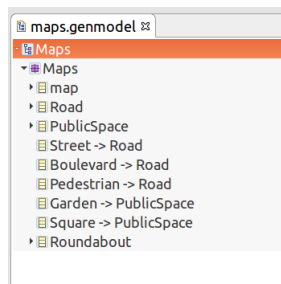 maps.genmodel
Maps
Maps
map
Road
PublicSpace
Street -> Road
Boulevard -> Road
Pedestrian -> Road
Garden -> PublicSpace
Square -> PublicSpace
Roundabout